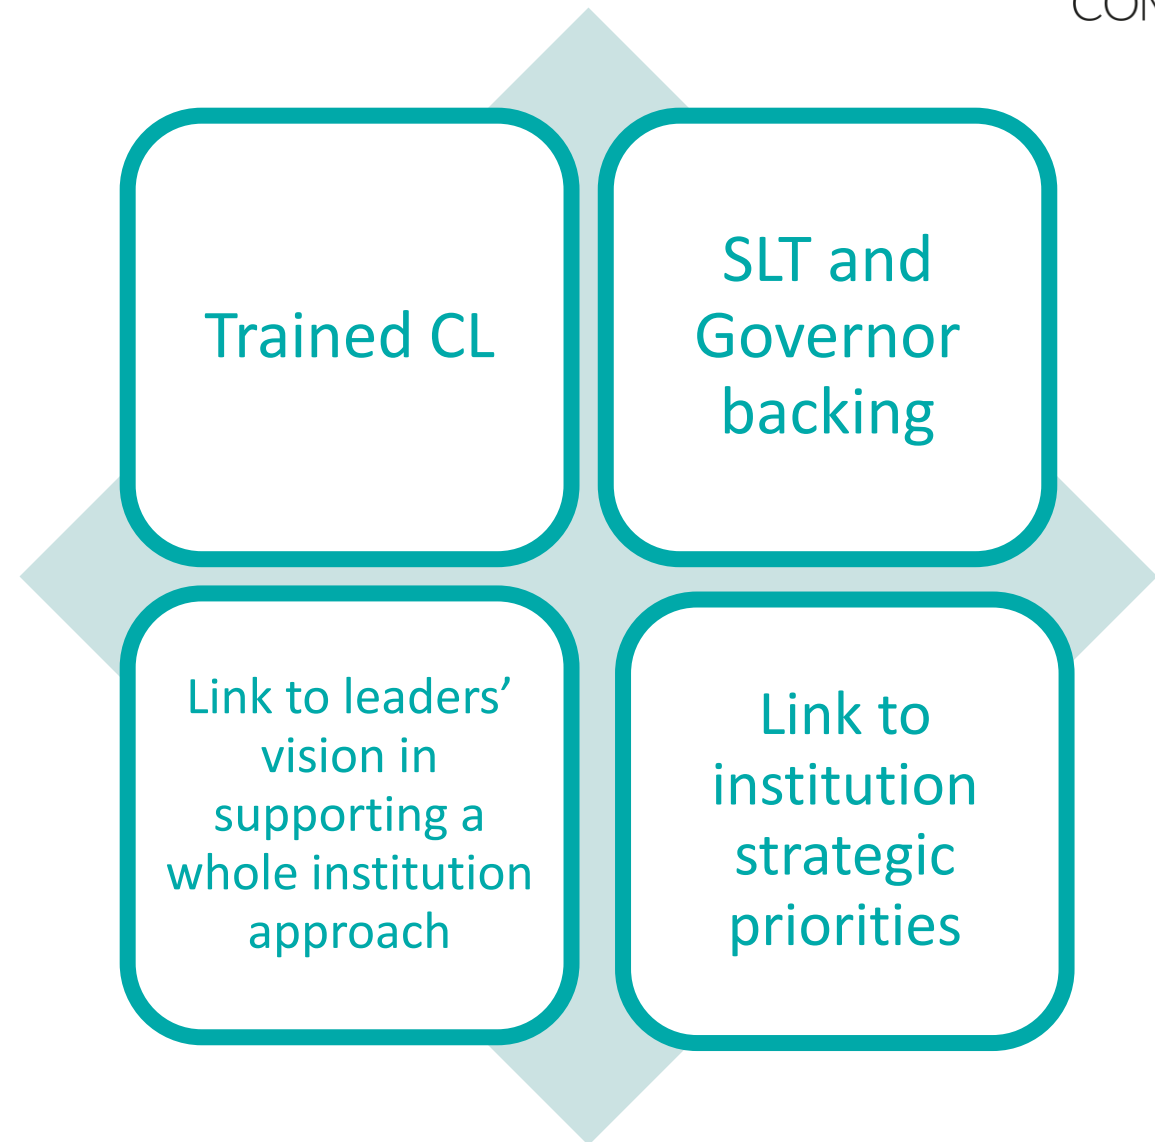 Trained CL
SLT and
Governor
backing
Link to leaders’
vision in
supporting a
whole institution
approach
Link to
institution
strategic
priorities